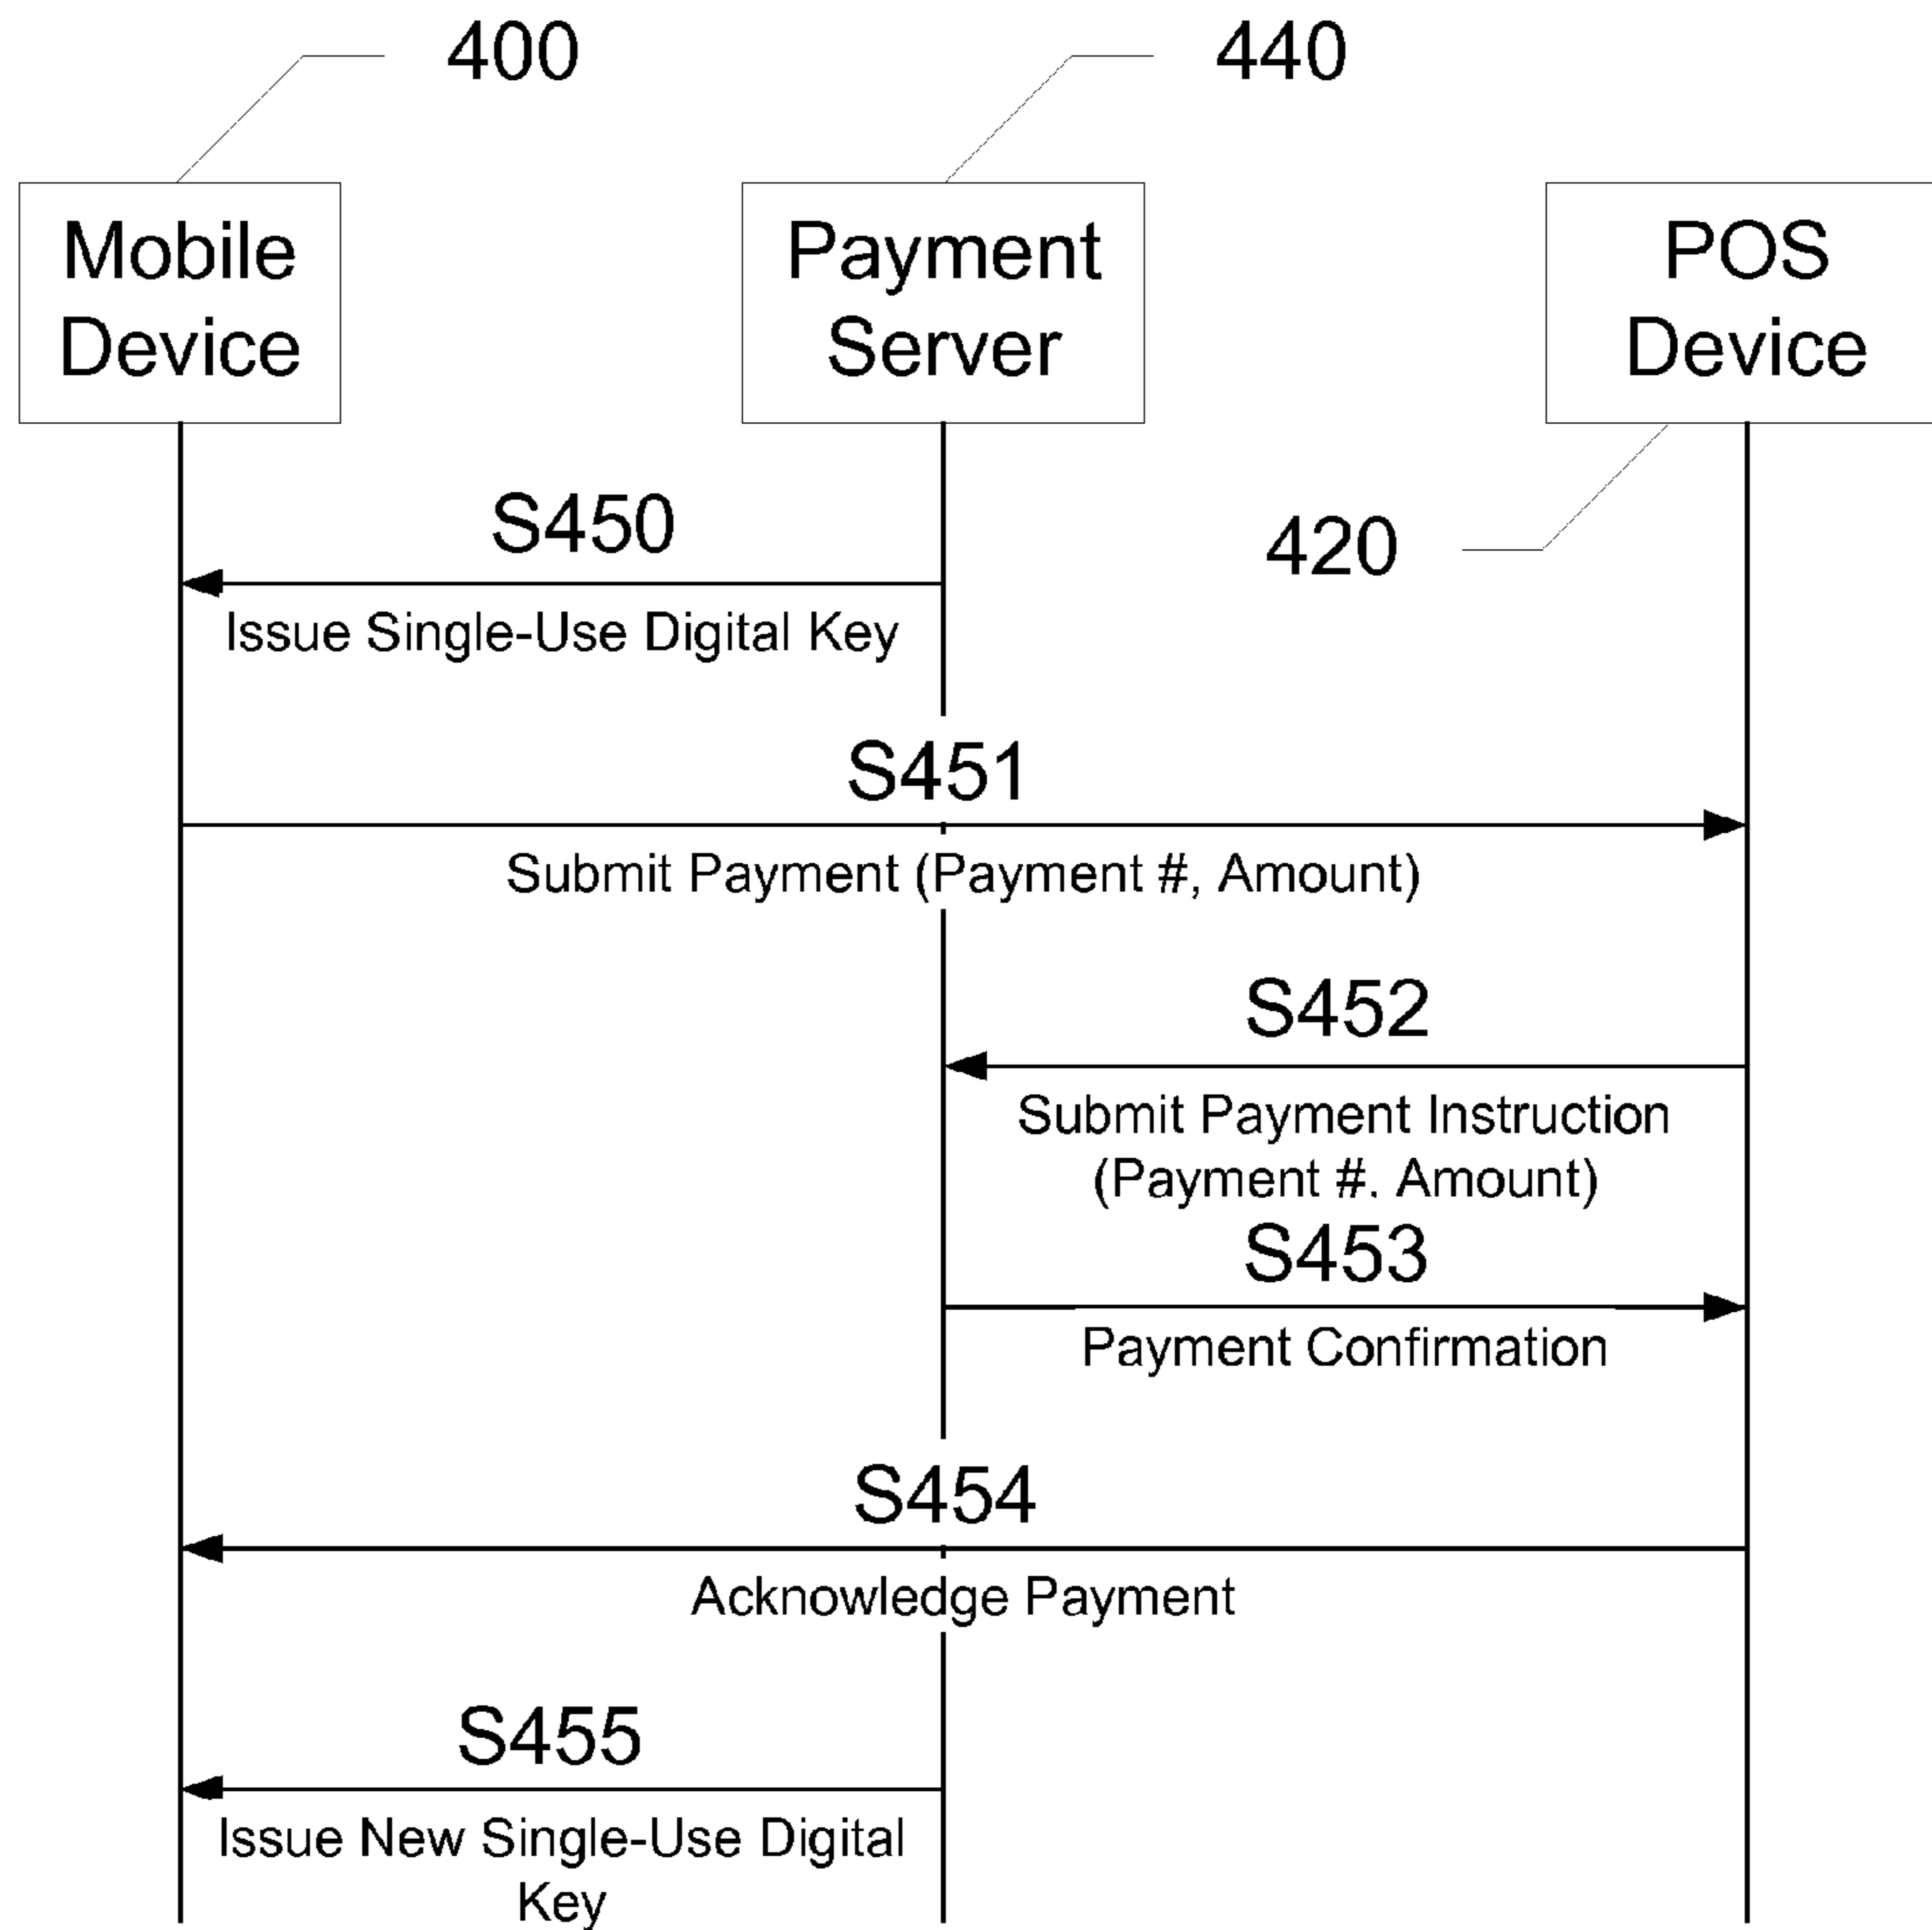 400
440
Mobile
Device
Payment
Server
POS
Device
S450
420
Issue Single-Use Digital Key
S451
Submit Payment (Payment #, Amount)
S452
Submit Payment Instruction
(Payment #. Amount)
S453
Payment Confirmation
S454
Acknowledge Payment
S455
Issue New Single-Use Digital
Key